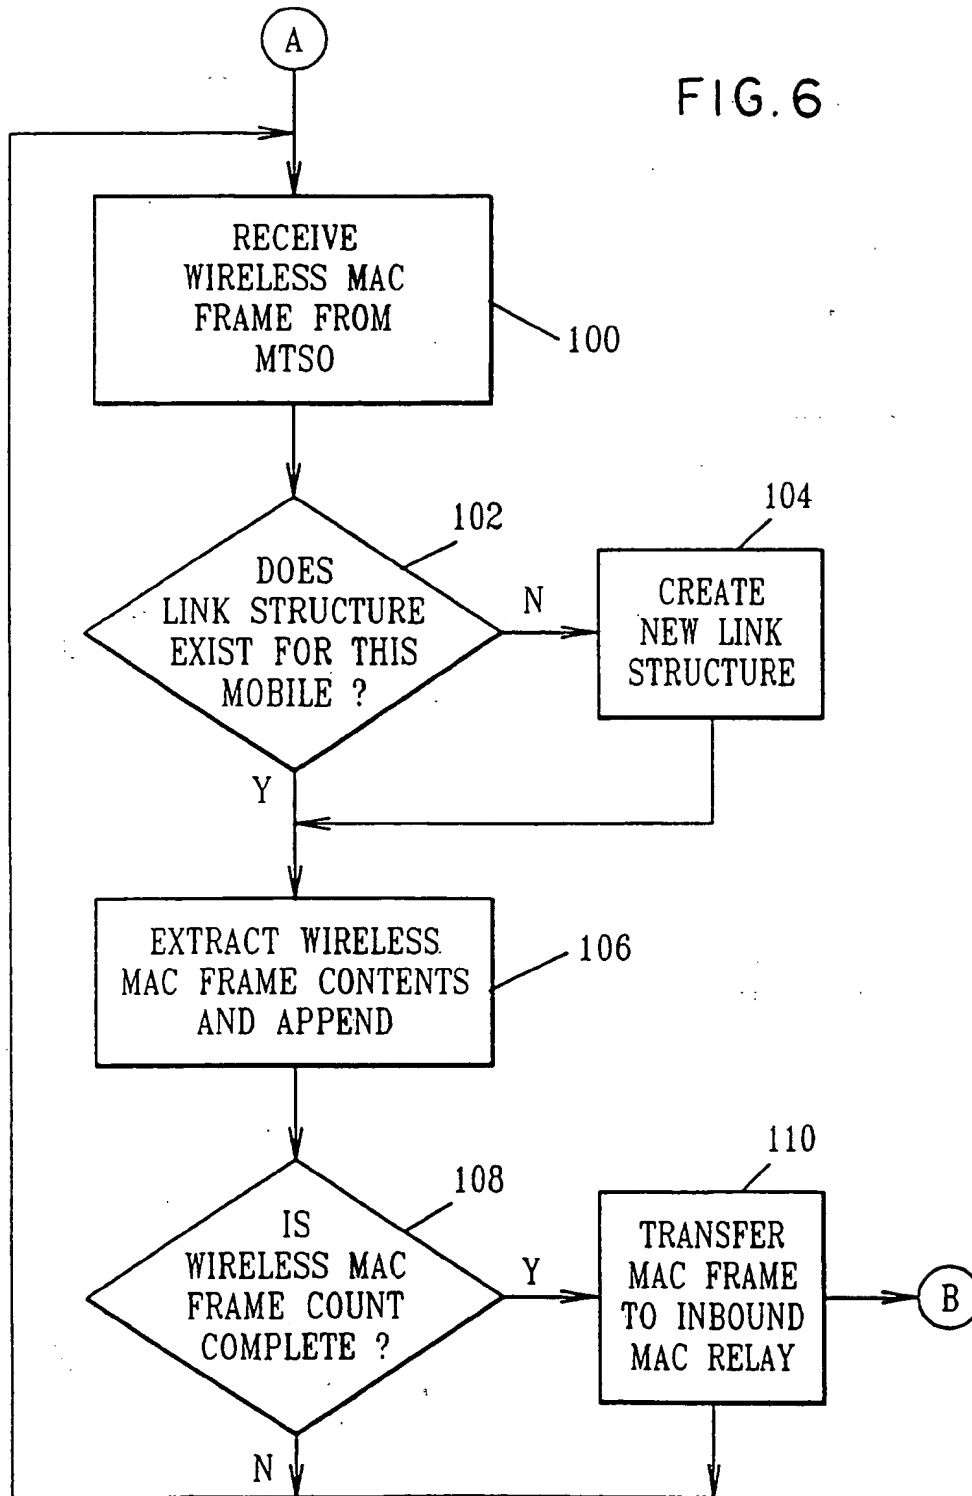 A
FIG. 6
RECEIVE
WIRELESS MAC
FRAME FROM
MTSO
100
102
DOES
LINK STRUCTURE
EXIST FOR THIS
MOBILE ?
N
104
CREATE
NEW LINK
STRUCTURE
Y
EXTRACT WIRELESS
MAC FRAME CONTENTS
AND APPEND
106
108
IS
WIRELESS MAC
FRAME COUNT
COMPLETE ?
Y
110
TRANSFER
MAC FRAME
TO INBOUND
MAC RELAY
B
N